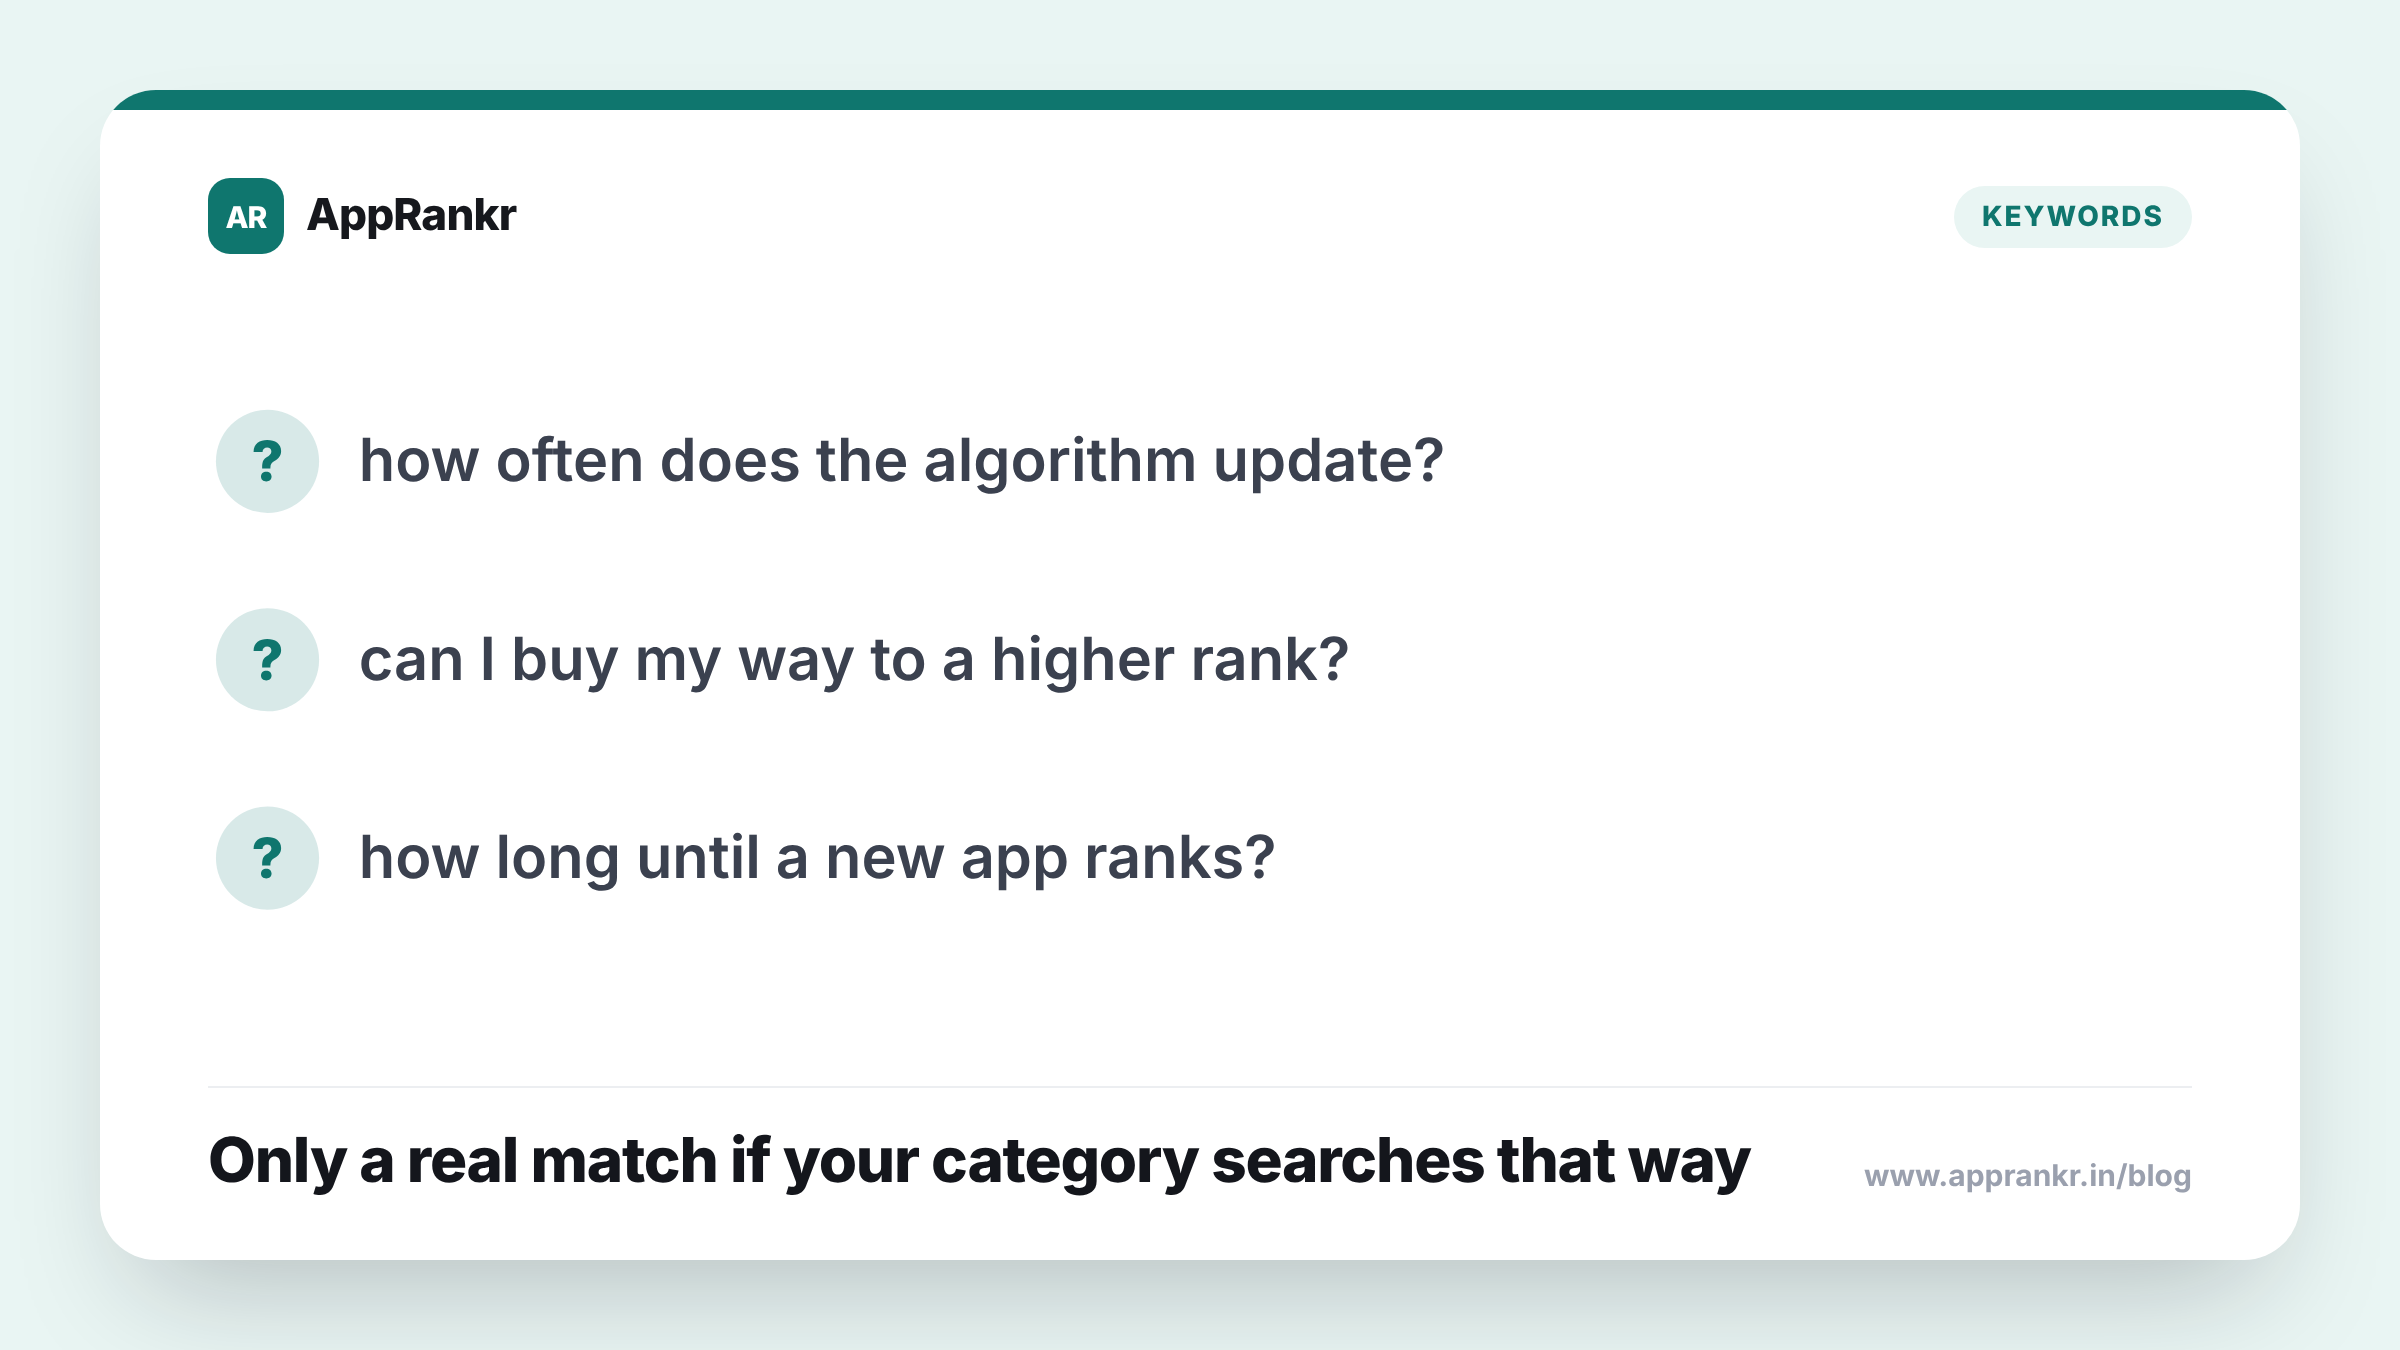 AR AppRankr
KEYWORDS
? how often does the algorithm update?
? can I buy my way to a higher rank?
? how long until a new app ranks?
Only a real match if your category searches that way
www.apprankr.in/blog